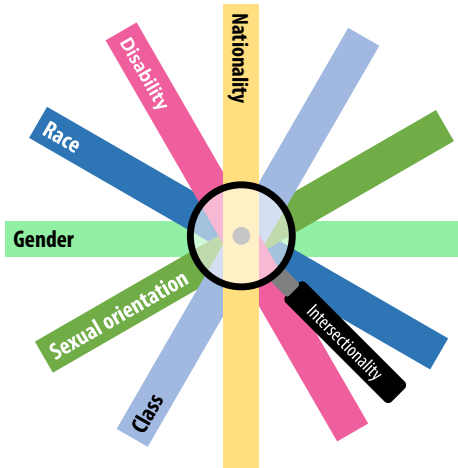 Nationality
Disability
Race
Gender
Sexual orientation
Class
Intersectionality